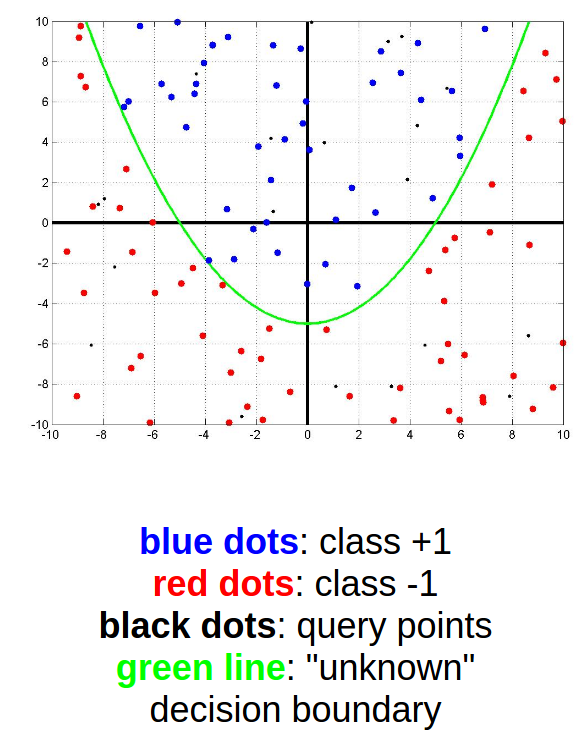 10
8
6
4
2
0
-2
-4
-6
-8
-10
-10 -8 -6 -4 -2 0 2 4 6 8 10
blue dots: class +1
red dots: class -1
black dots: query points
green line: "unknown"
decision boundary